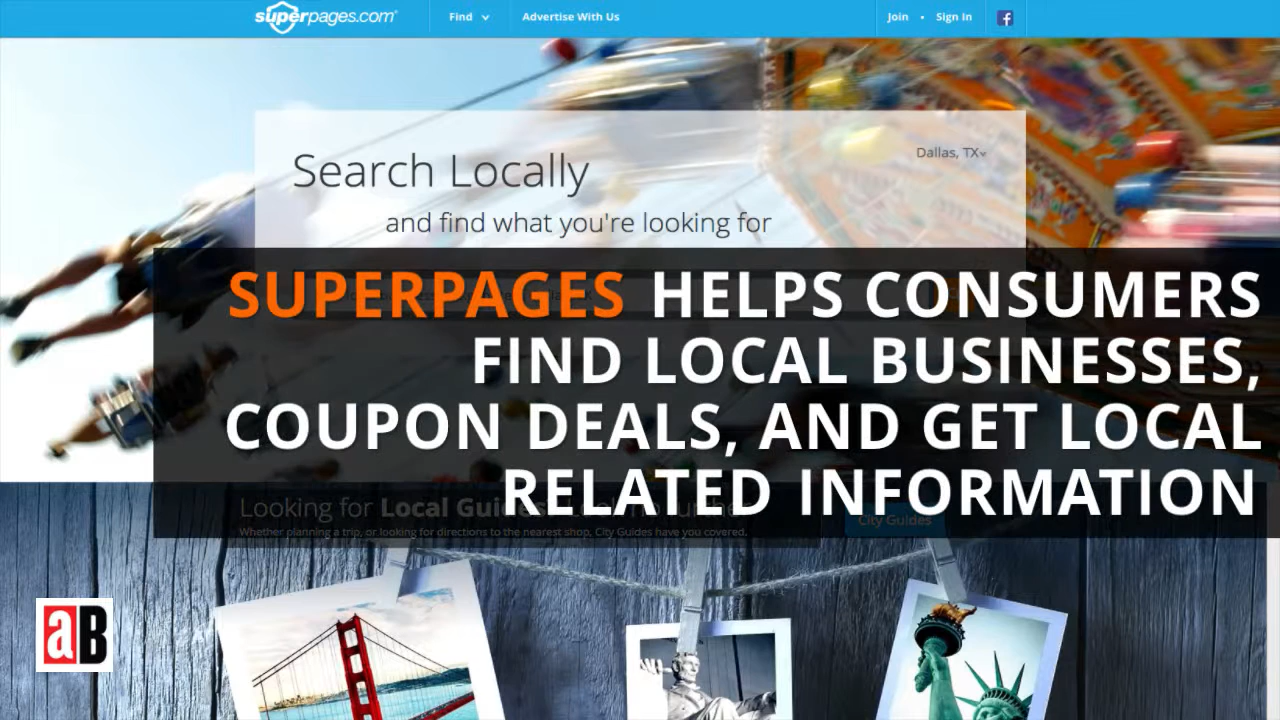 superpages.com
Find
Advertise With Us
Join • Sign In
Search Locally
Dallas, TX
and find what you're looking for
SUPERPAGES HELPS CONSUMERS
FIND LOCAL BUSINESSES,
COUPON DEALS, AND GET LOCAL
RELATED INFORMATION
Looking for Local Guides
City Guides
Whether planning a trip, or looking for directions to the nearest shop, City Guides have you covered.
aB